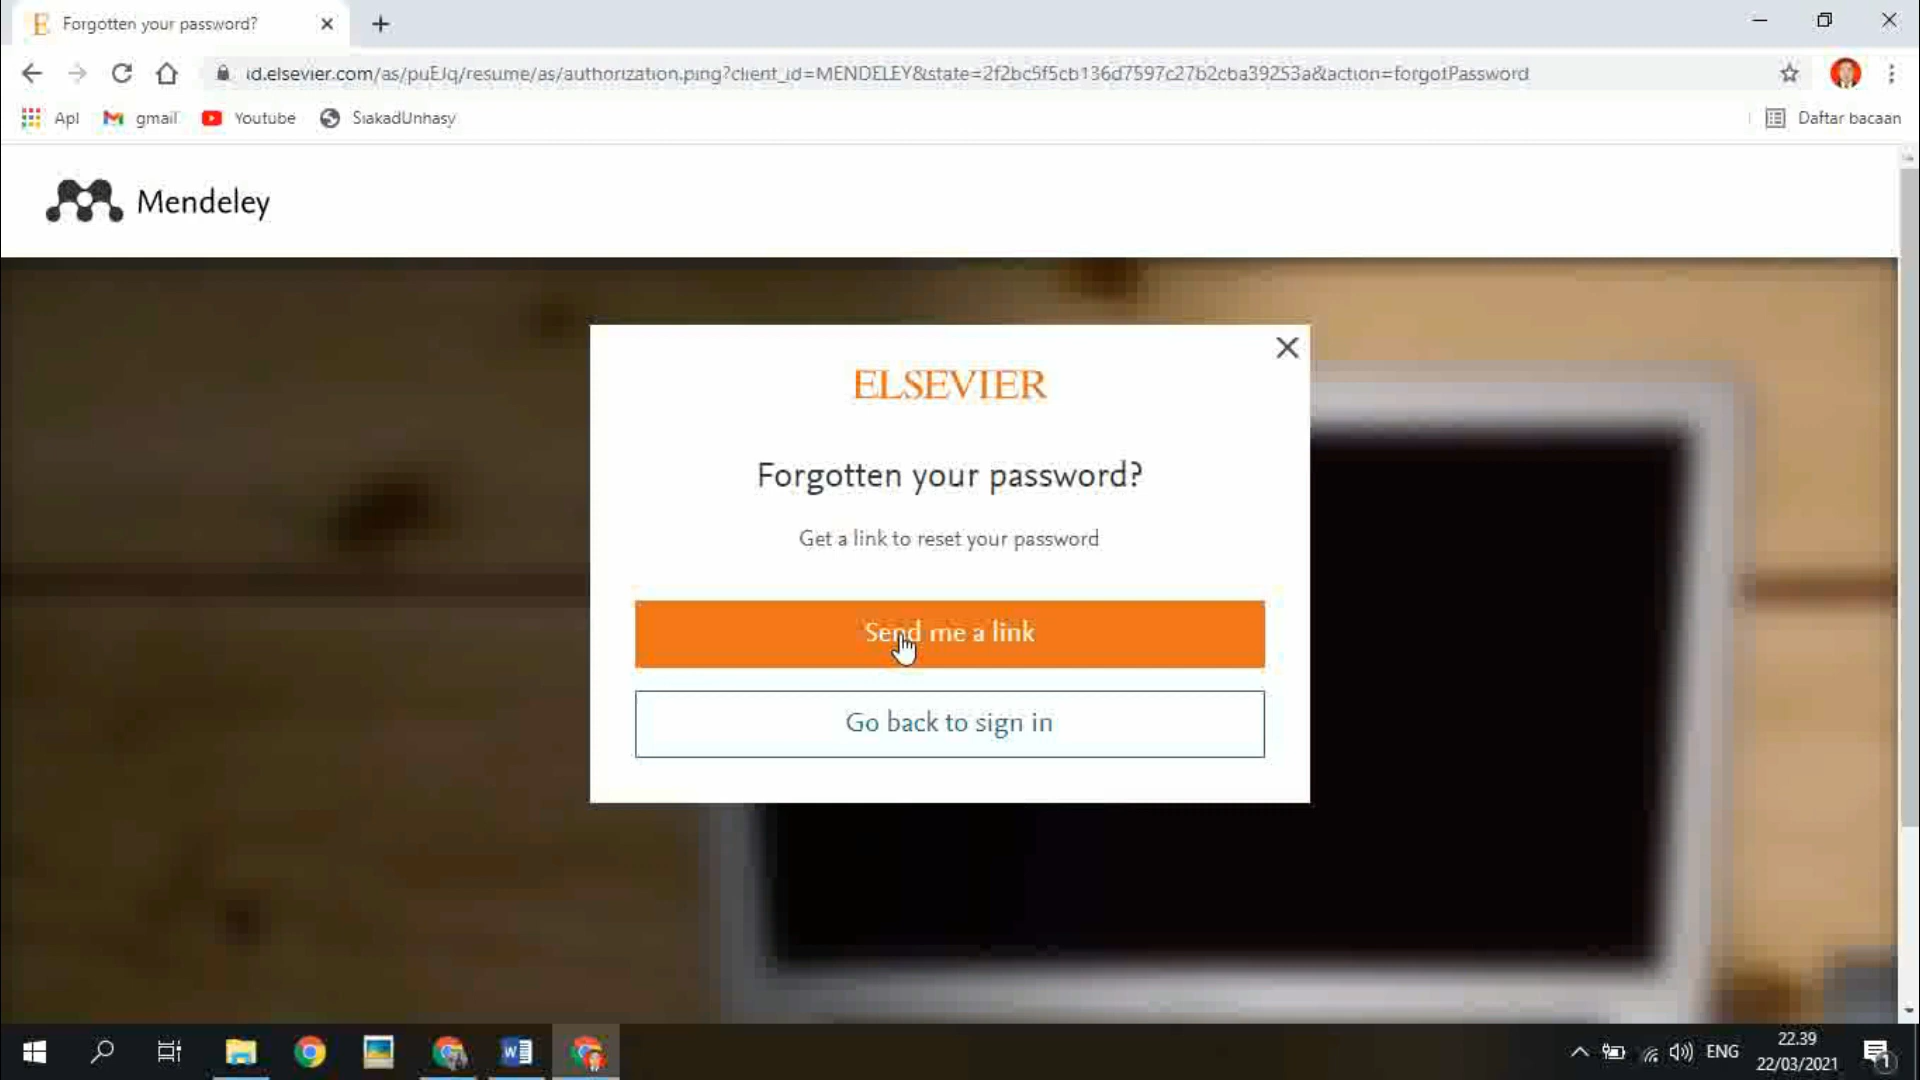 Forgotten your password?
id.elsevier.com/as/puEJq/resume/as/authorization.ping?client_id=MENDELEY&state=2f2bc5f5cb136d7597c27b2cba39253a&action=forgotPassword
Apl
gmail
Youtube
SiakadUnhasy
Daftar bacaan
Mendeley
ELSEVIER
Forgotten your password?
Get a link to reset your password
Send me a link
Go back to sign in
ENG
22.39
22/03/2021
1